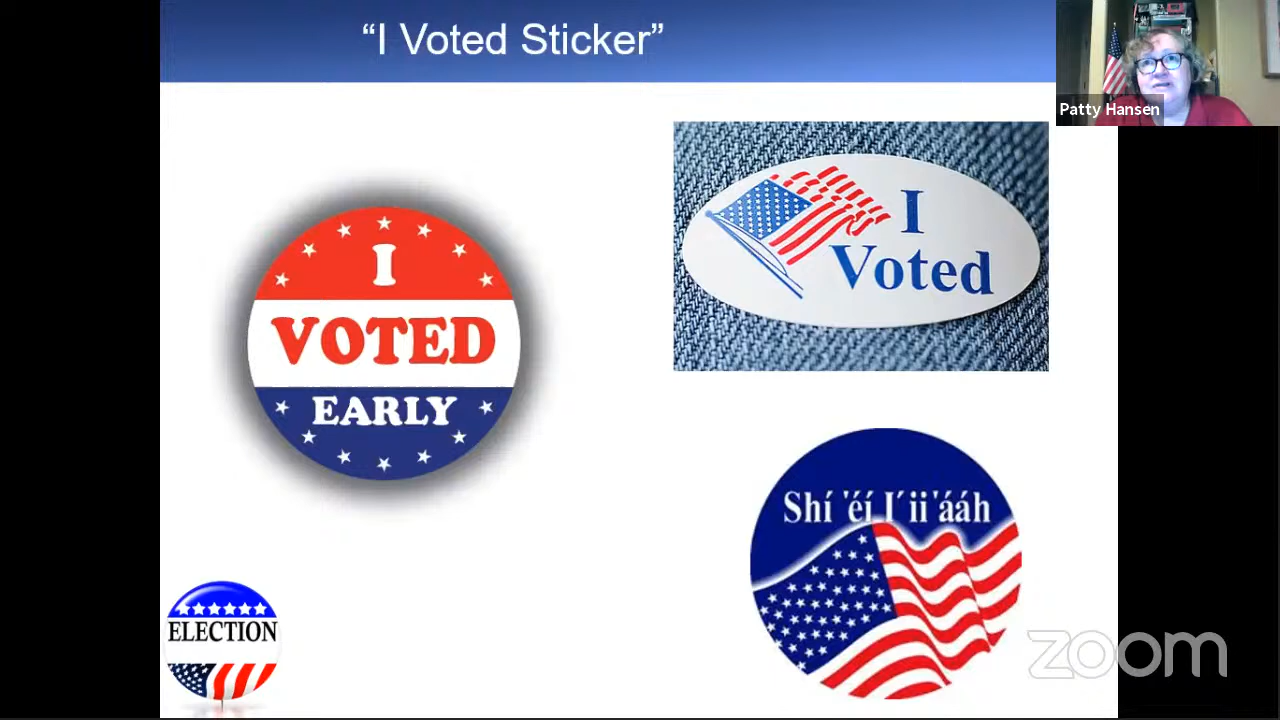 “I Voted Sticker”
Patty Hansen
I
VOTED
EARLY
I
Voted
Shí 'éí I´ii'ááh
ELECTION
zoom